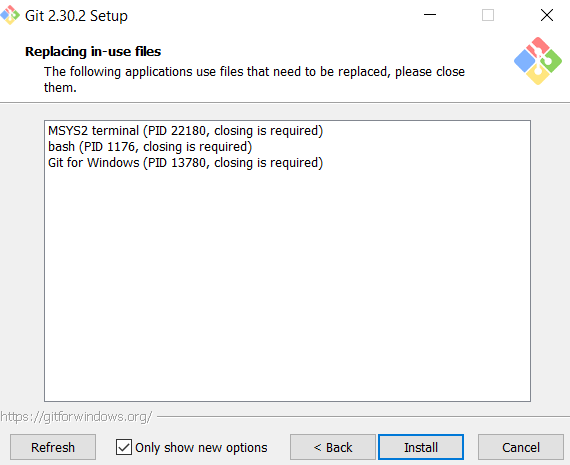 Git 2.30.2 Setup
Replacing in-use files
The following applications use files that need to be replaced, please close
them.
MSYS2 terminal (PID 22180, closing is required)
bash (PID 1176, closing is required)
Git for Windows (PID 13780, closing is required)
https://gitforwindows.org/
Refresh
Only show new options
< Back
Install
Cancel